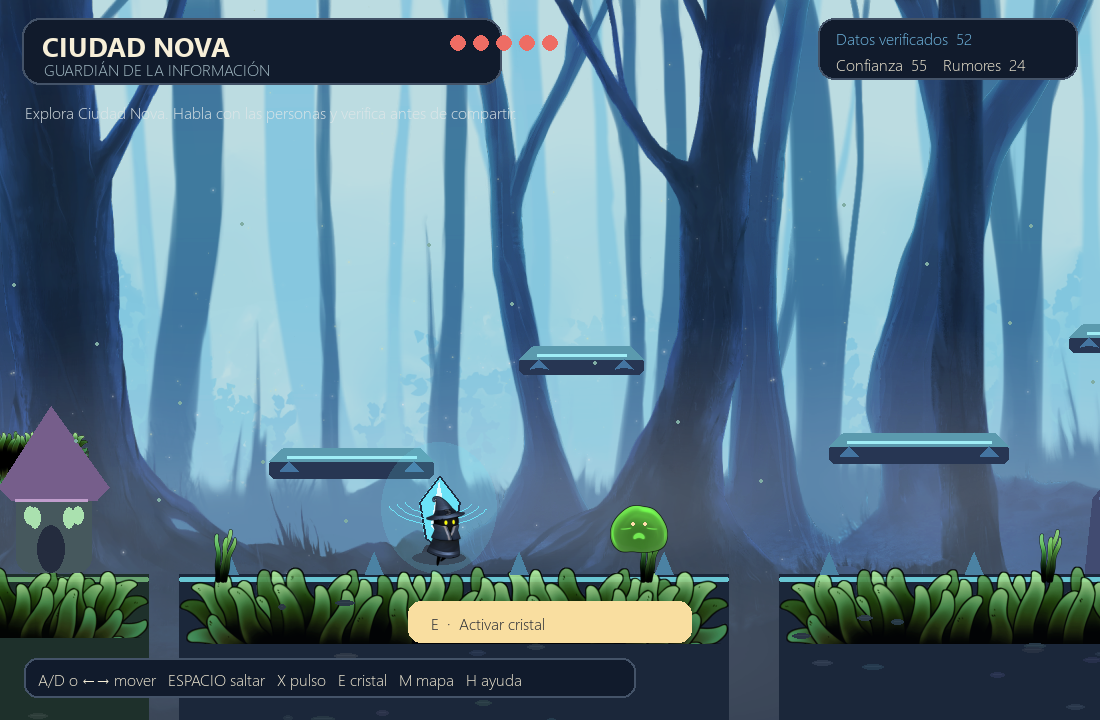 CIUDAD NOVA
GUARDIÁN DE LA INFORMACIÓN
Datos verificados 52
Confianza 55 Rumores 24
Explora Ciudad Nova. Habla con las personas y verifica antes de compartir.
E · Activar cristal
A/D o ←→ mover ESPACIO saltar X pulso E cristal M mapa H ayuda